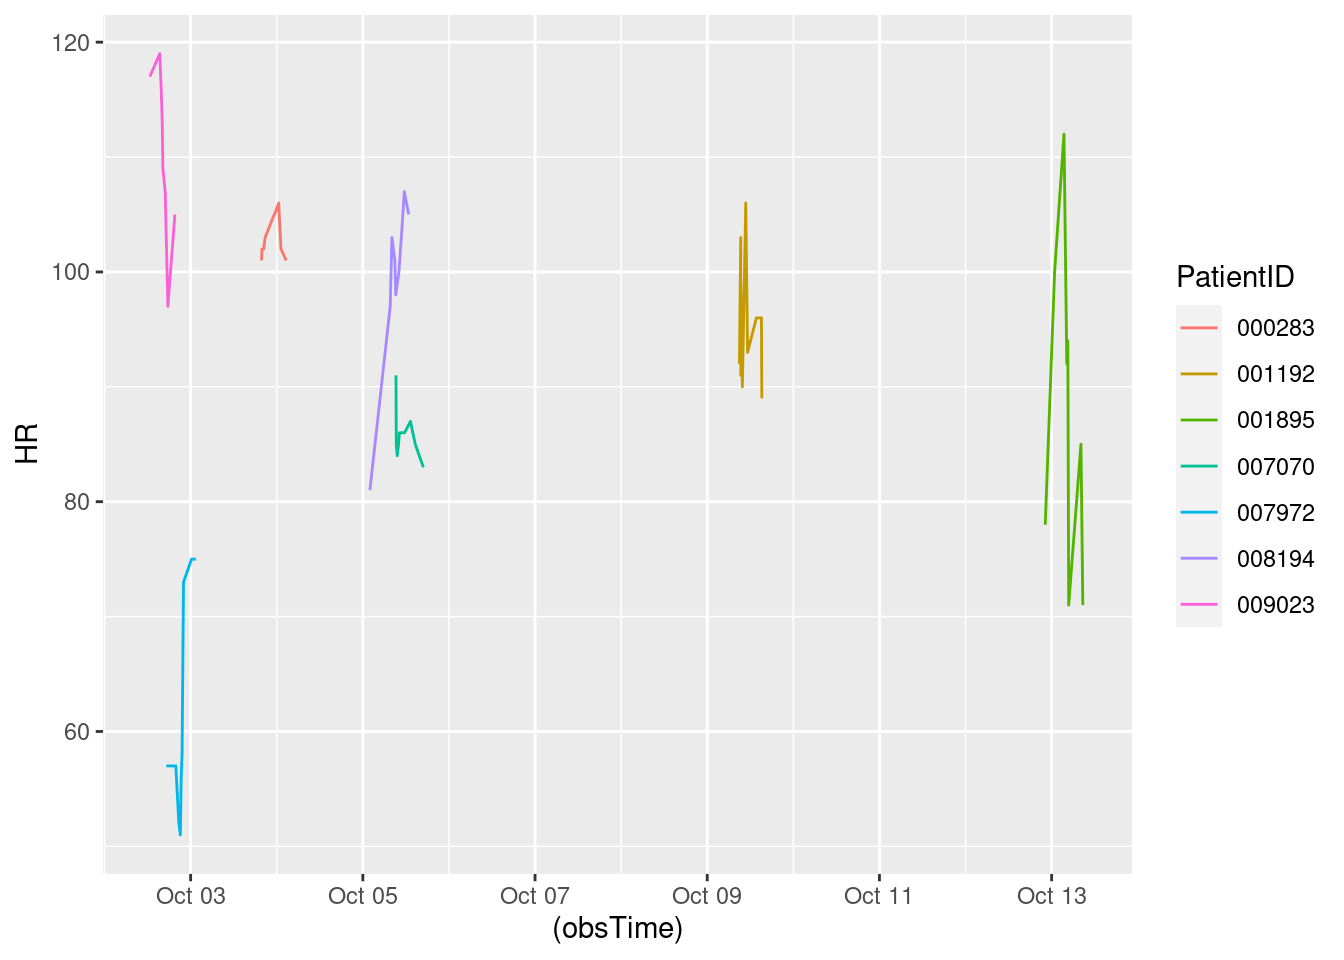 120
100
80
60
HR
Oct 03
Oct 05
Oct 07
Oct 09
Oct 11
Oct 13
(obsTime)
PatientID
000283
001192
001895
007070
007972
008194
009023